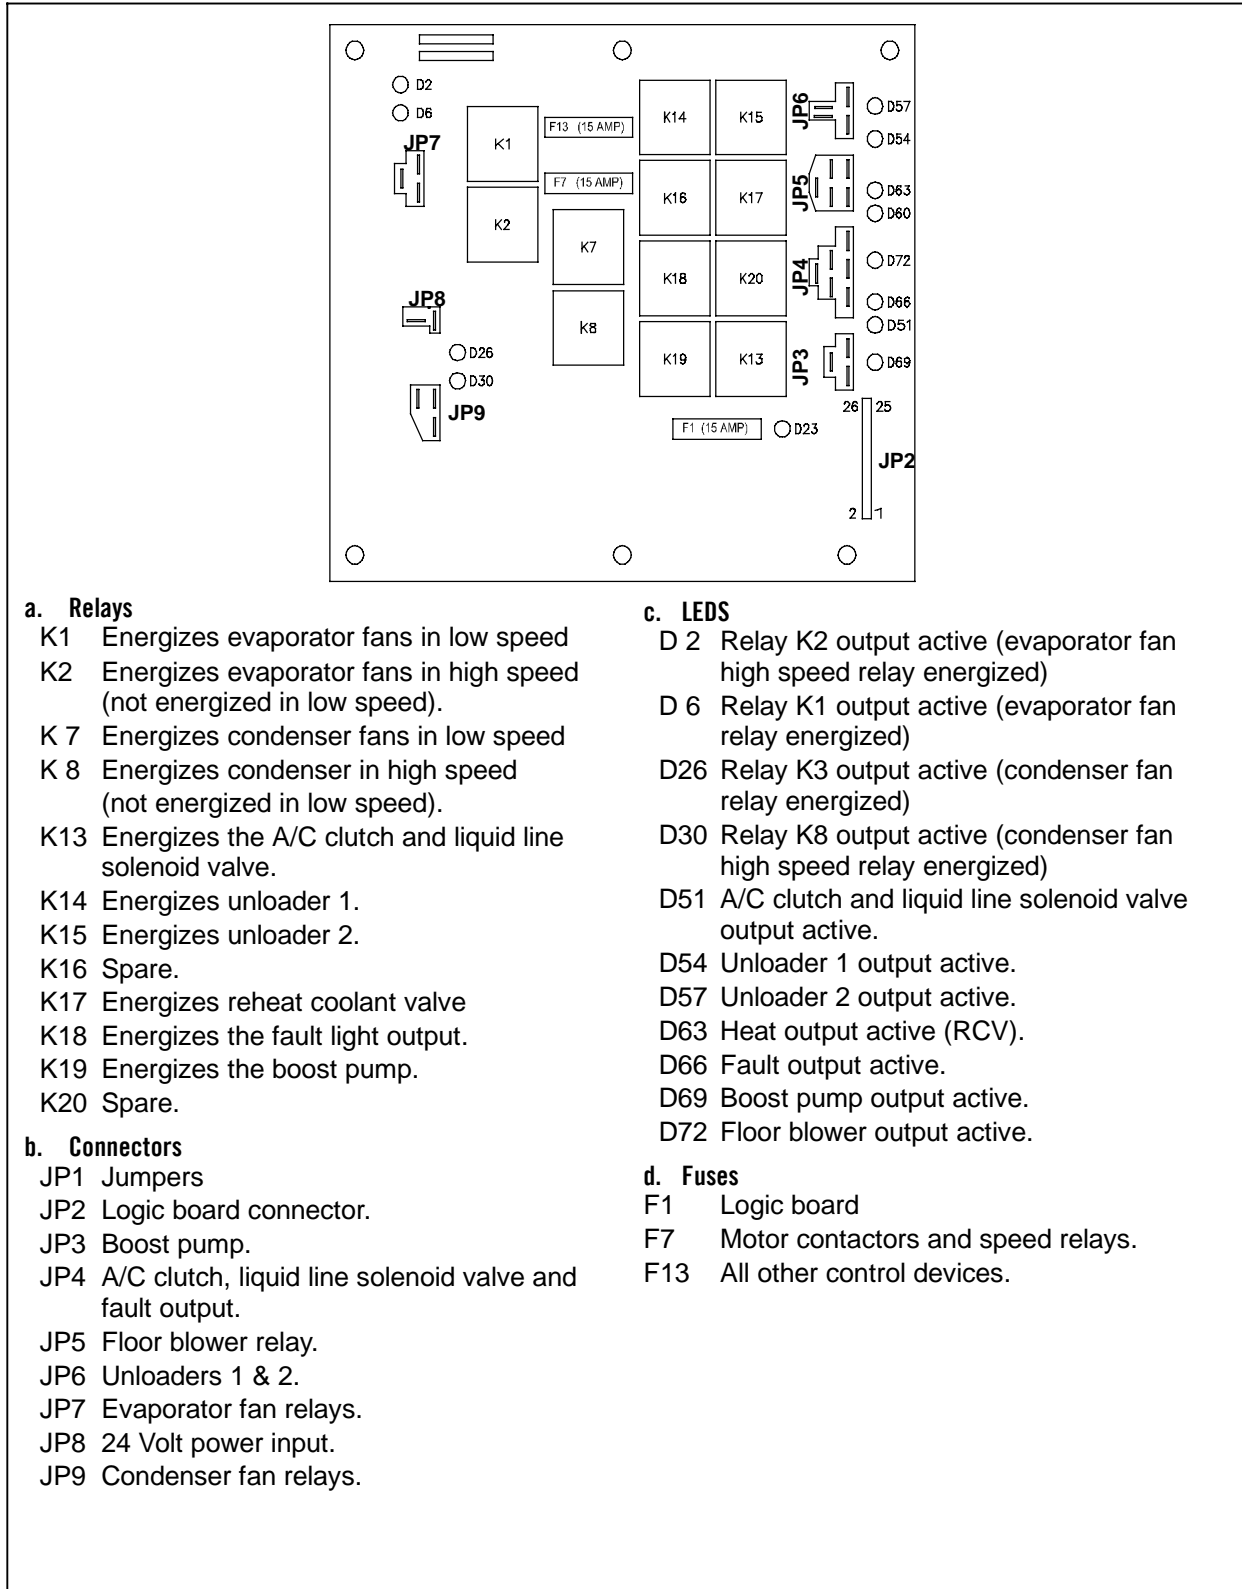 D2
D6
JP7
K1
K2
F13 (15 AMP)
F7 (15 AMP)
K7
K8
K14
K15
K16
K17
K18
K20
K19
K13
JP6
JP5
JP4
JP3
D57
D54
D63
D60
D72
D66
D51
D69
JP8
D26
D30
JP9
F1 (15 AMP)
D23
26 25
JP2
2 1
a. Relays
K1 Energizes evaporator fans in low speed
K2 Energizes evaporator fans in high speed
(not energized in low speed).
K 7 Energizes condenser fans in low speed
K 8 Energizes condenser in high speed
(not energized in low speed).
K13 Energizes the A/C clutch and liquid line
solenoid valve.
K14 Energizes unloader 1.
K15 Energizes unloader 2.
K16 Spare.
K17 Energizes reheat coolant valve
K18 Energizes the fault light output.
K19 Energizes the boost pump.
K20 Spare.
b. Connectors
JP1 Jumpers
JP2 Logic board connector.
JP3 Boost pump.
JP4 A/C clutch, liquid line solenoid valve and
fault output.
JP5 Floor blower relay.
JP6 Unloaders 1 & 2.
JP7 Evaporator fan relays.
JP8 24 Volt power input.
JP9 Condenser fan relays.
c. LEDS
D 2 Relay K2 output active (evaporator fan
high speed relay energized)
D 6 Relay K1 output active (evaporator fan
relay energized)
D26 Relay K3 output active (condenser fan
relay energized)
D30 Relay K8 output active (condenser fan
high speed relay energized)
D51 A/C clutch and liquid line solenoid valve
output active.
D54 Unloader 1 output active.
D57 Unloader 2 output active.
D63 Heat output active (RCV).
D66 Fault output active.
D69 Boost pump output active.
D72 Floor blower output active.
d. Fuses
F1 Logic board
F7 Motor contactors and speed relays.
F13 All other control devices.